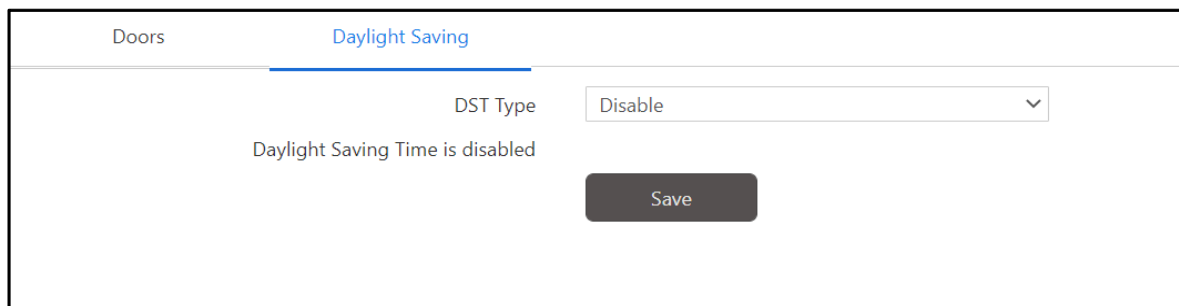 Doors Daylight Saving
DST Type Disable
Daylight Saving Time is disabled
Save